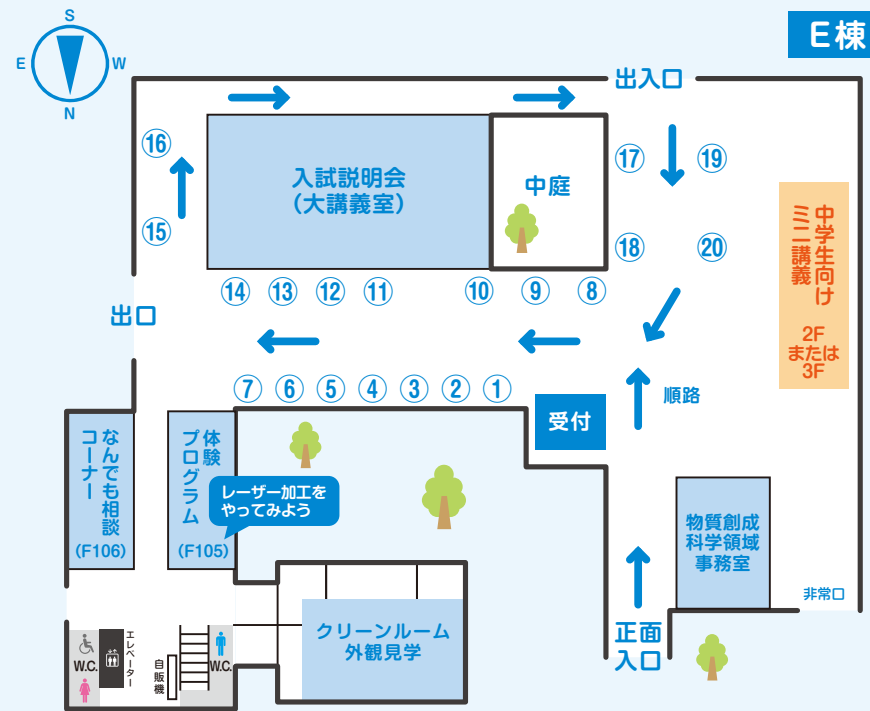 S
E
W
N
E棟
出入口
⑯
⑮
入試説明会
(大講義室)
中庭
⑰
⑲
⑱
⑳
中学生向け
ミニ講義
2F
または
3F
⑭
⑬
⑫
⑪
⑩
⑨
⑧
出口
⑦
⑥
⑤
④
③
②
①
受付
順路
なんでも相談
コーナー
(F106)
体験
プログラム
(F105)
レーザー加工を
やってみよう
物質創成
科学領域
事務室
非常口
正面
入口
クリーンルーム
外観見学
W.C.
エレベーター
自販機
W.C.